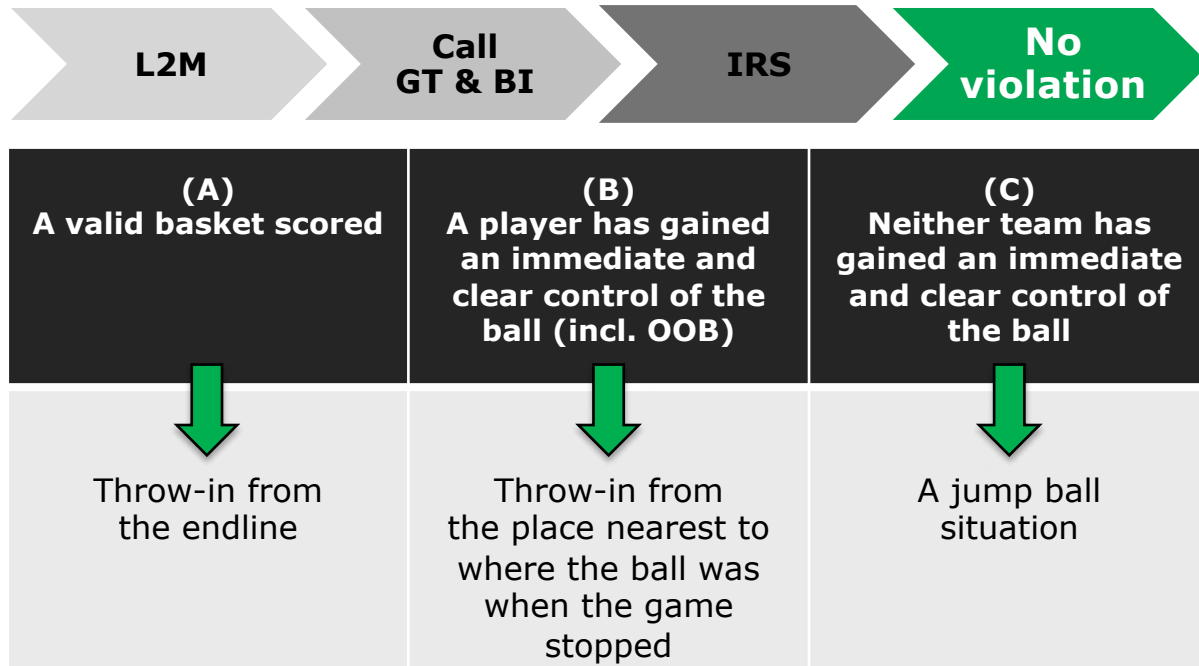 L2M
Call
GT & BI
IRS
No
violation
(A)
A valid basket scored
(B)
A player has gained
an immediate and
clear control of the
ball (incl. OOB)
(C)
Neither team has
gained an immediate
and clear control of
the ball
Throw-in from
the endline
Throw-in from
the place nearest to
where the ball was
when the game
stopped
A jump ball
situation